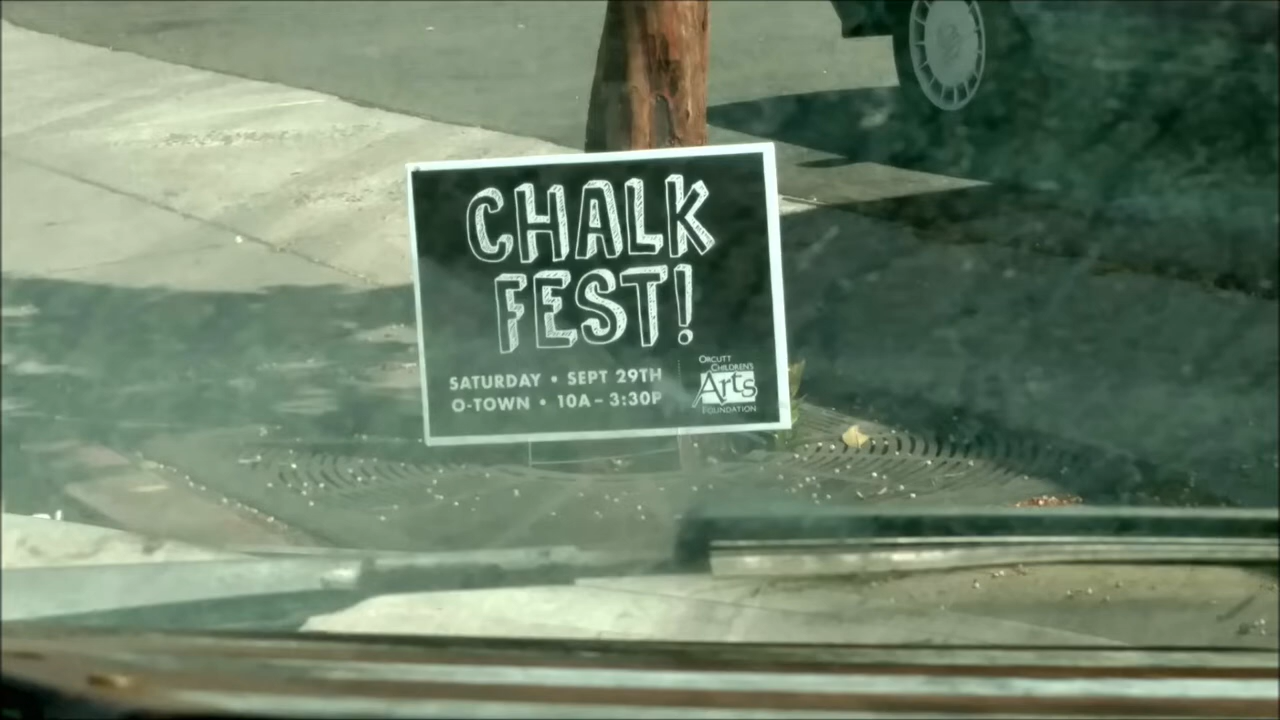 CHALK
FEST!
SATURDAY • SEPT 29TH
O-TOWN • 10A – 3:30P
ORCUTT
CHILDREN'S
Arts
FOUNDATION